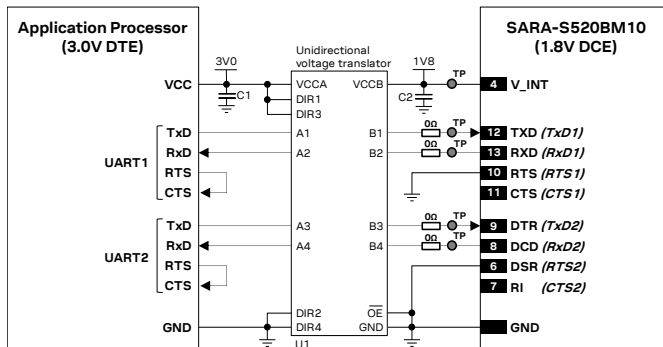 Application Processor
(3.0V DTE)
SARA-S520BM10
(1.8V DCE)
Unidirectional
voltage translator
3V0
1V8
TP
VCC
VCCA
VCCB
4 V_INT
C1
DIR1
C2
DIR3
0Ω TP
TxD
A1
B1
12 TXD (TxD1)
0Ω
RxD
A2
B2
13 RXD (RxD1)
UART1
RTS
10 RTS (RTS1)
CTS
11 CTS (CTS1)
0Ω TP
TxD
A3
B3
9 DTR (TxD2)
0Ω TP
RxD
A4
B4
8 DCD (RxD2)
UART2
RTS
6 DSR (RTS2)
CTS
7 RI (CTS2)
DIR2
OE
GND
DIR4
GND
GND
U1